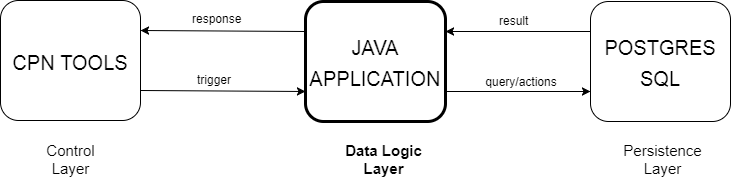 response
result
CPN TOOLS
JAVA
APPLICATION
POSTGRES
SQL
trigger
query/actions
Control
Layer
Data Logic
Layer
Persistence
Layer